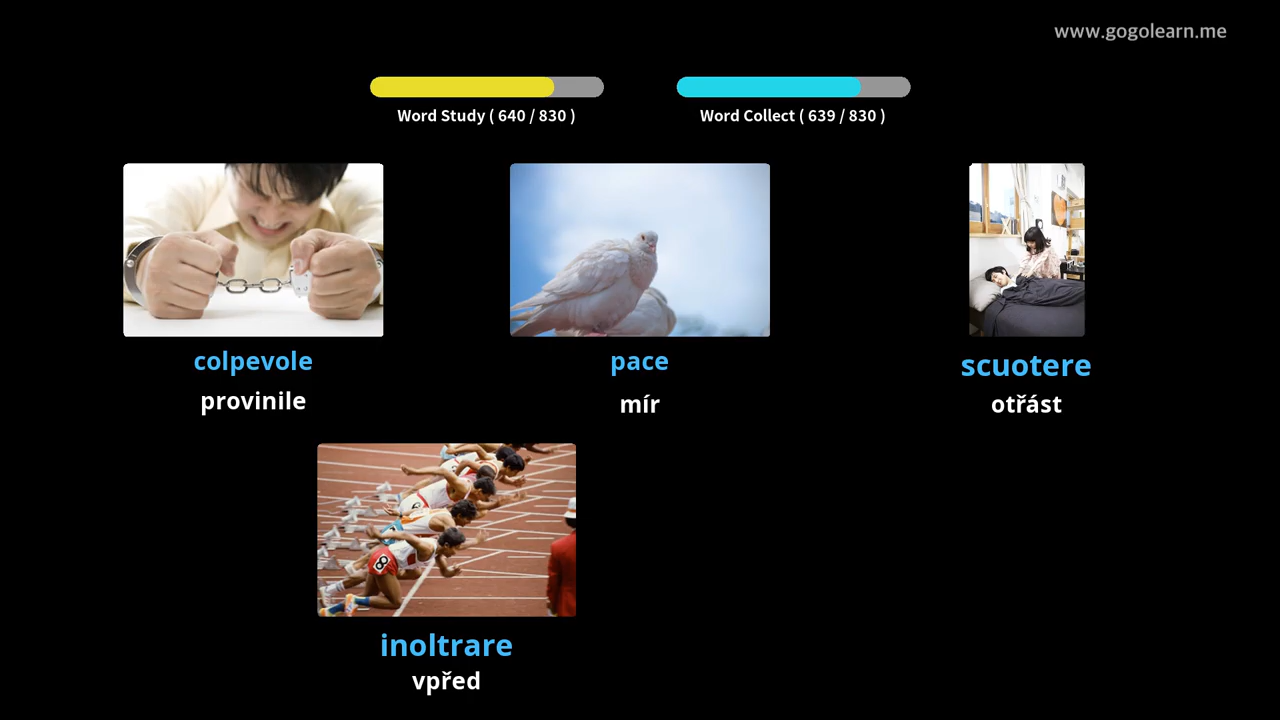 www.gogolearn.me
Word Study ( 640 / 830 )
Word Collect ( 639 / 830 )
colpevole
provinile
pace
mír
scuotere
otřást
8
inoltrare
vpřed